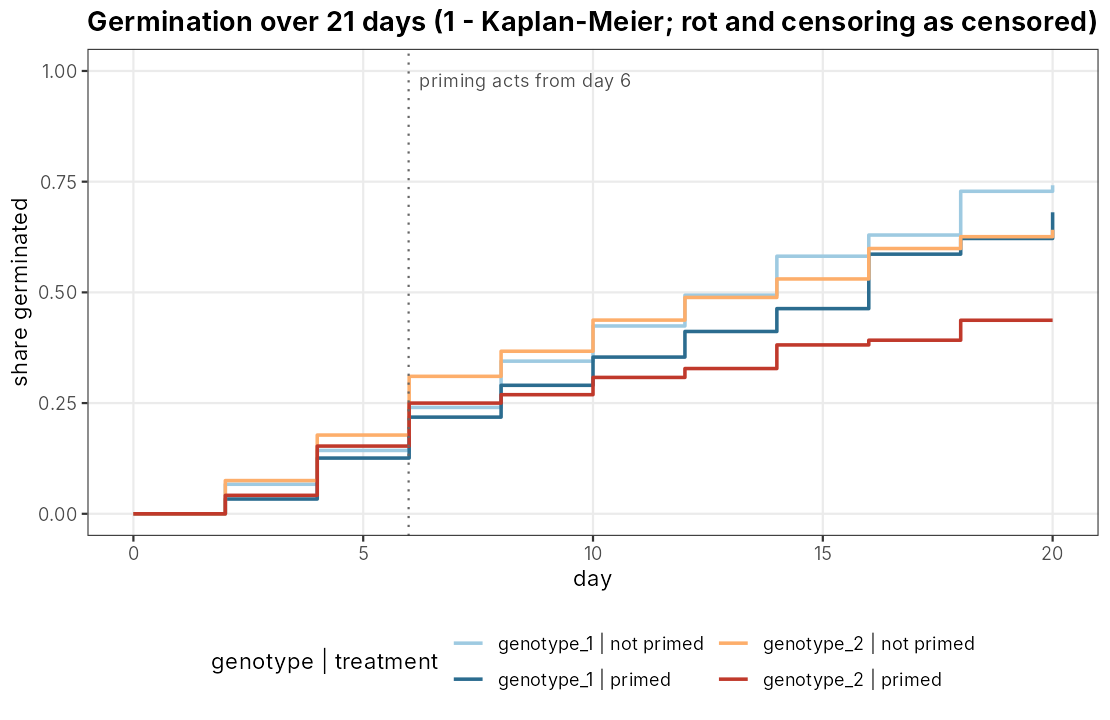 Germination over 21 days (1 - Kaplan-Meier; rot and censoring as censored)
priming acts from day 6
share germinated
1.00
0.75
0.50
0.25
0.00
0 5 10 15 20
day
genotype | treatment
genotype_1 | not primed
genotype_1 | primed
genotype_2 | not primed
genotype_2 | primed